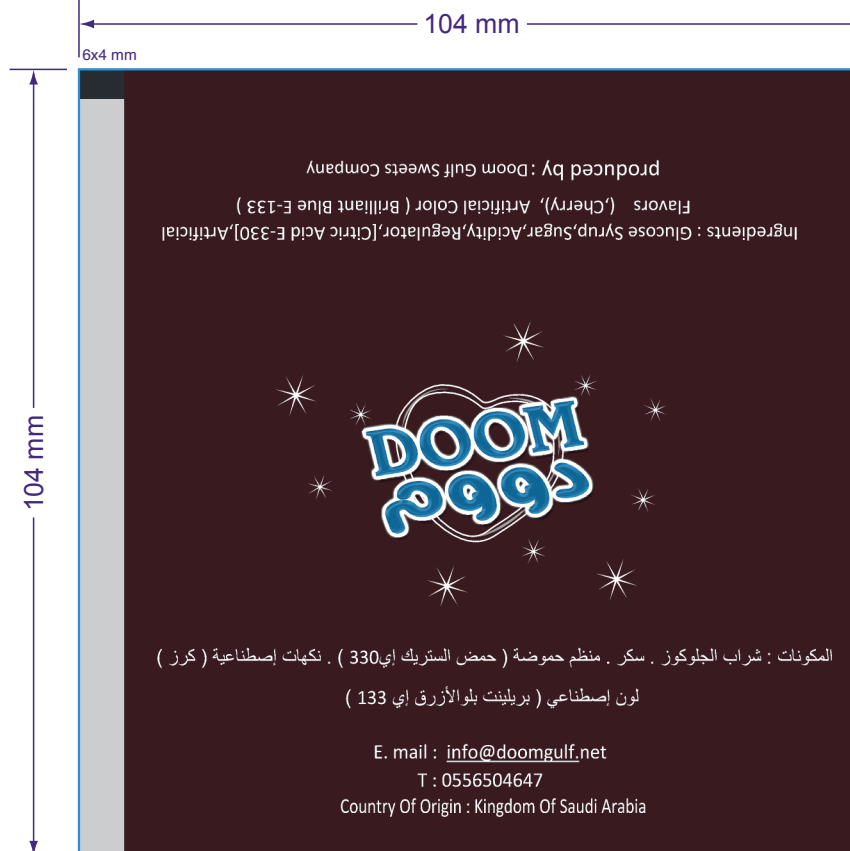 104 mm
6x4 mm
104 mm
produced by : Doom Gulf Sweets Company
Flavors (,Cherry), Artificial Color ( Brilliant Blue E-133 )
Ingredients : Glucose Syrup,Sugar,Acidity,Regulator,[Citric Acid E-330],Artificial
DOOM
دووم
المكونات : شراب الجلوكوز . سكر . منظم حموضة ( حمض الستريك إي330 ) . نكهات إصطناعية ( كرز )
لون إصطناعي ( بريلينت بلوالأزرق إي 133 )
E. mail : info@doomgulf.net
T : 0556504647
Country Of Origin : Kingdom Of Saudi Arabia